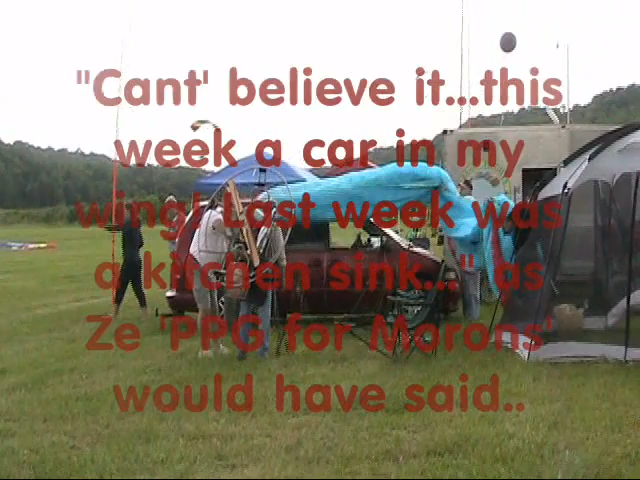 "Cant' believe it...this
week a car in my
wing! Last week was
a kitchen sink..." as
Ze 'PPG for Morons'
would have said..